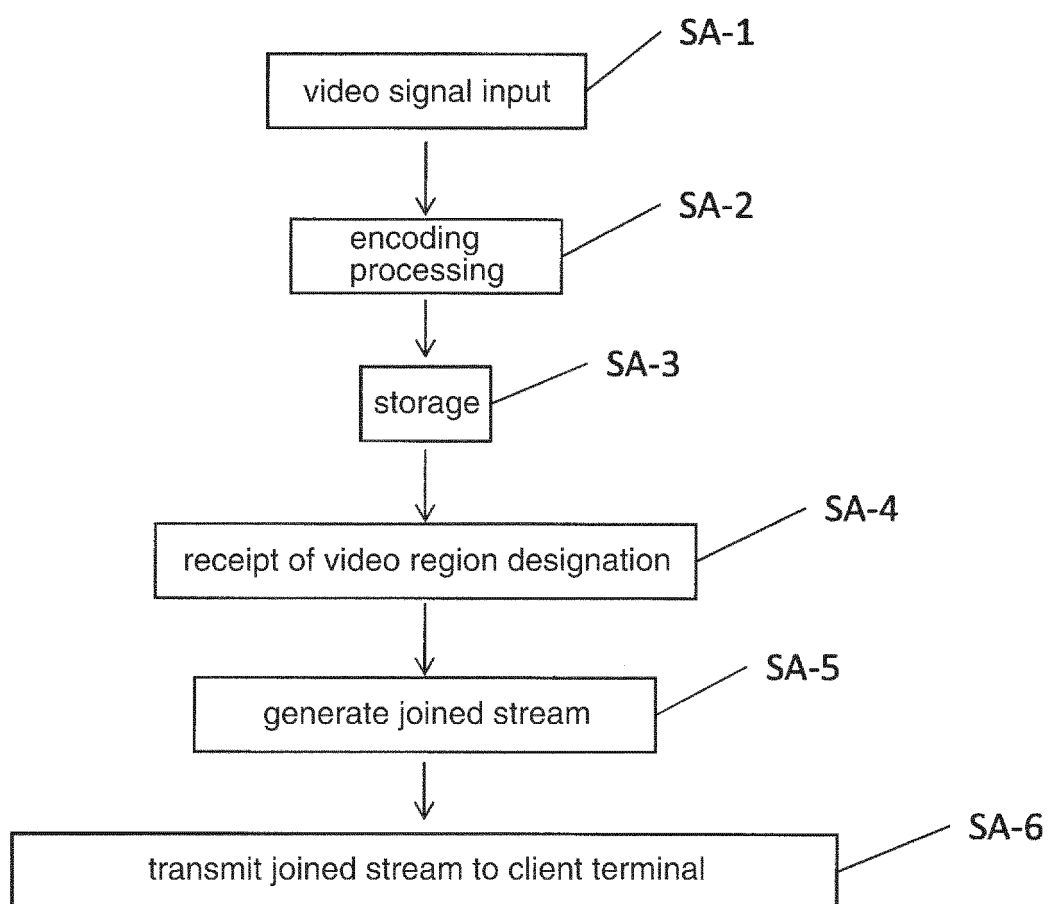 SA-1
video signal input
SA-2
encoding
processing
SA-3
storage
SA-4
receipt of video region designation
SA-5
generate joined stream
SA-6
transmit joined stream to client terminal